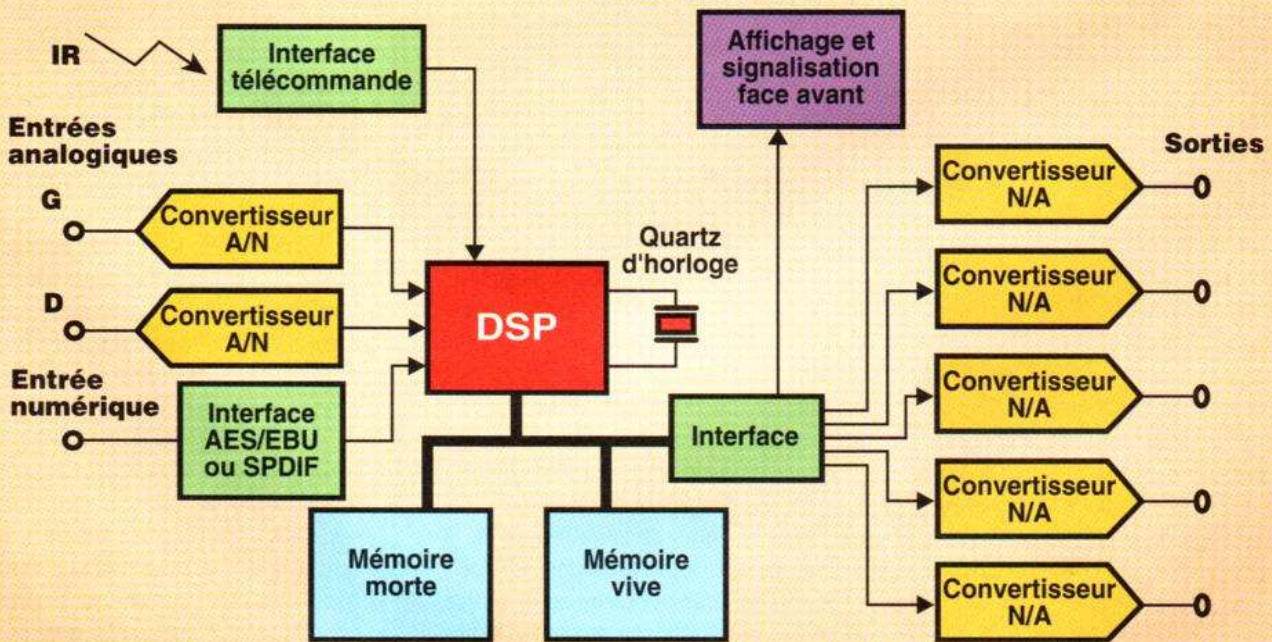 IR
Interface
télécommande
Affichage et
signalisation
face avant
Entrées
analogiques
Sorties
G
Convertisseur
A/N
Quartz
d'horloge
Convertisseur
N/A
D
Convertisseur
A/N
DSP
Convertisseur
N/A
Entrée
numérique
Interface
AES/EBU
ou SPDIF
Interface
Convertisseur
N/A
Convertisseur
N/A
Mémoire
morte
Mémoire
vive
Convertisseur
N/A